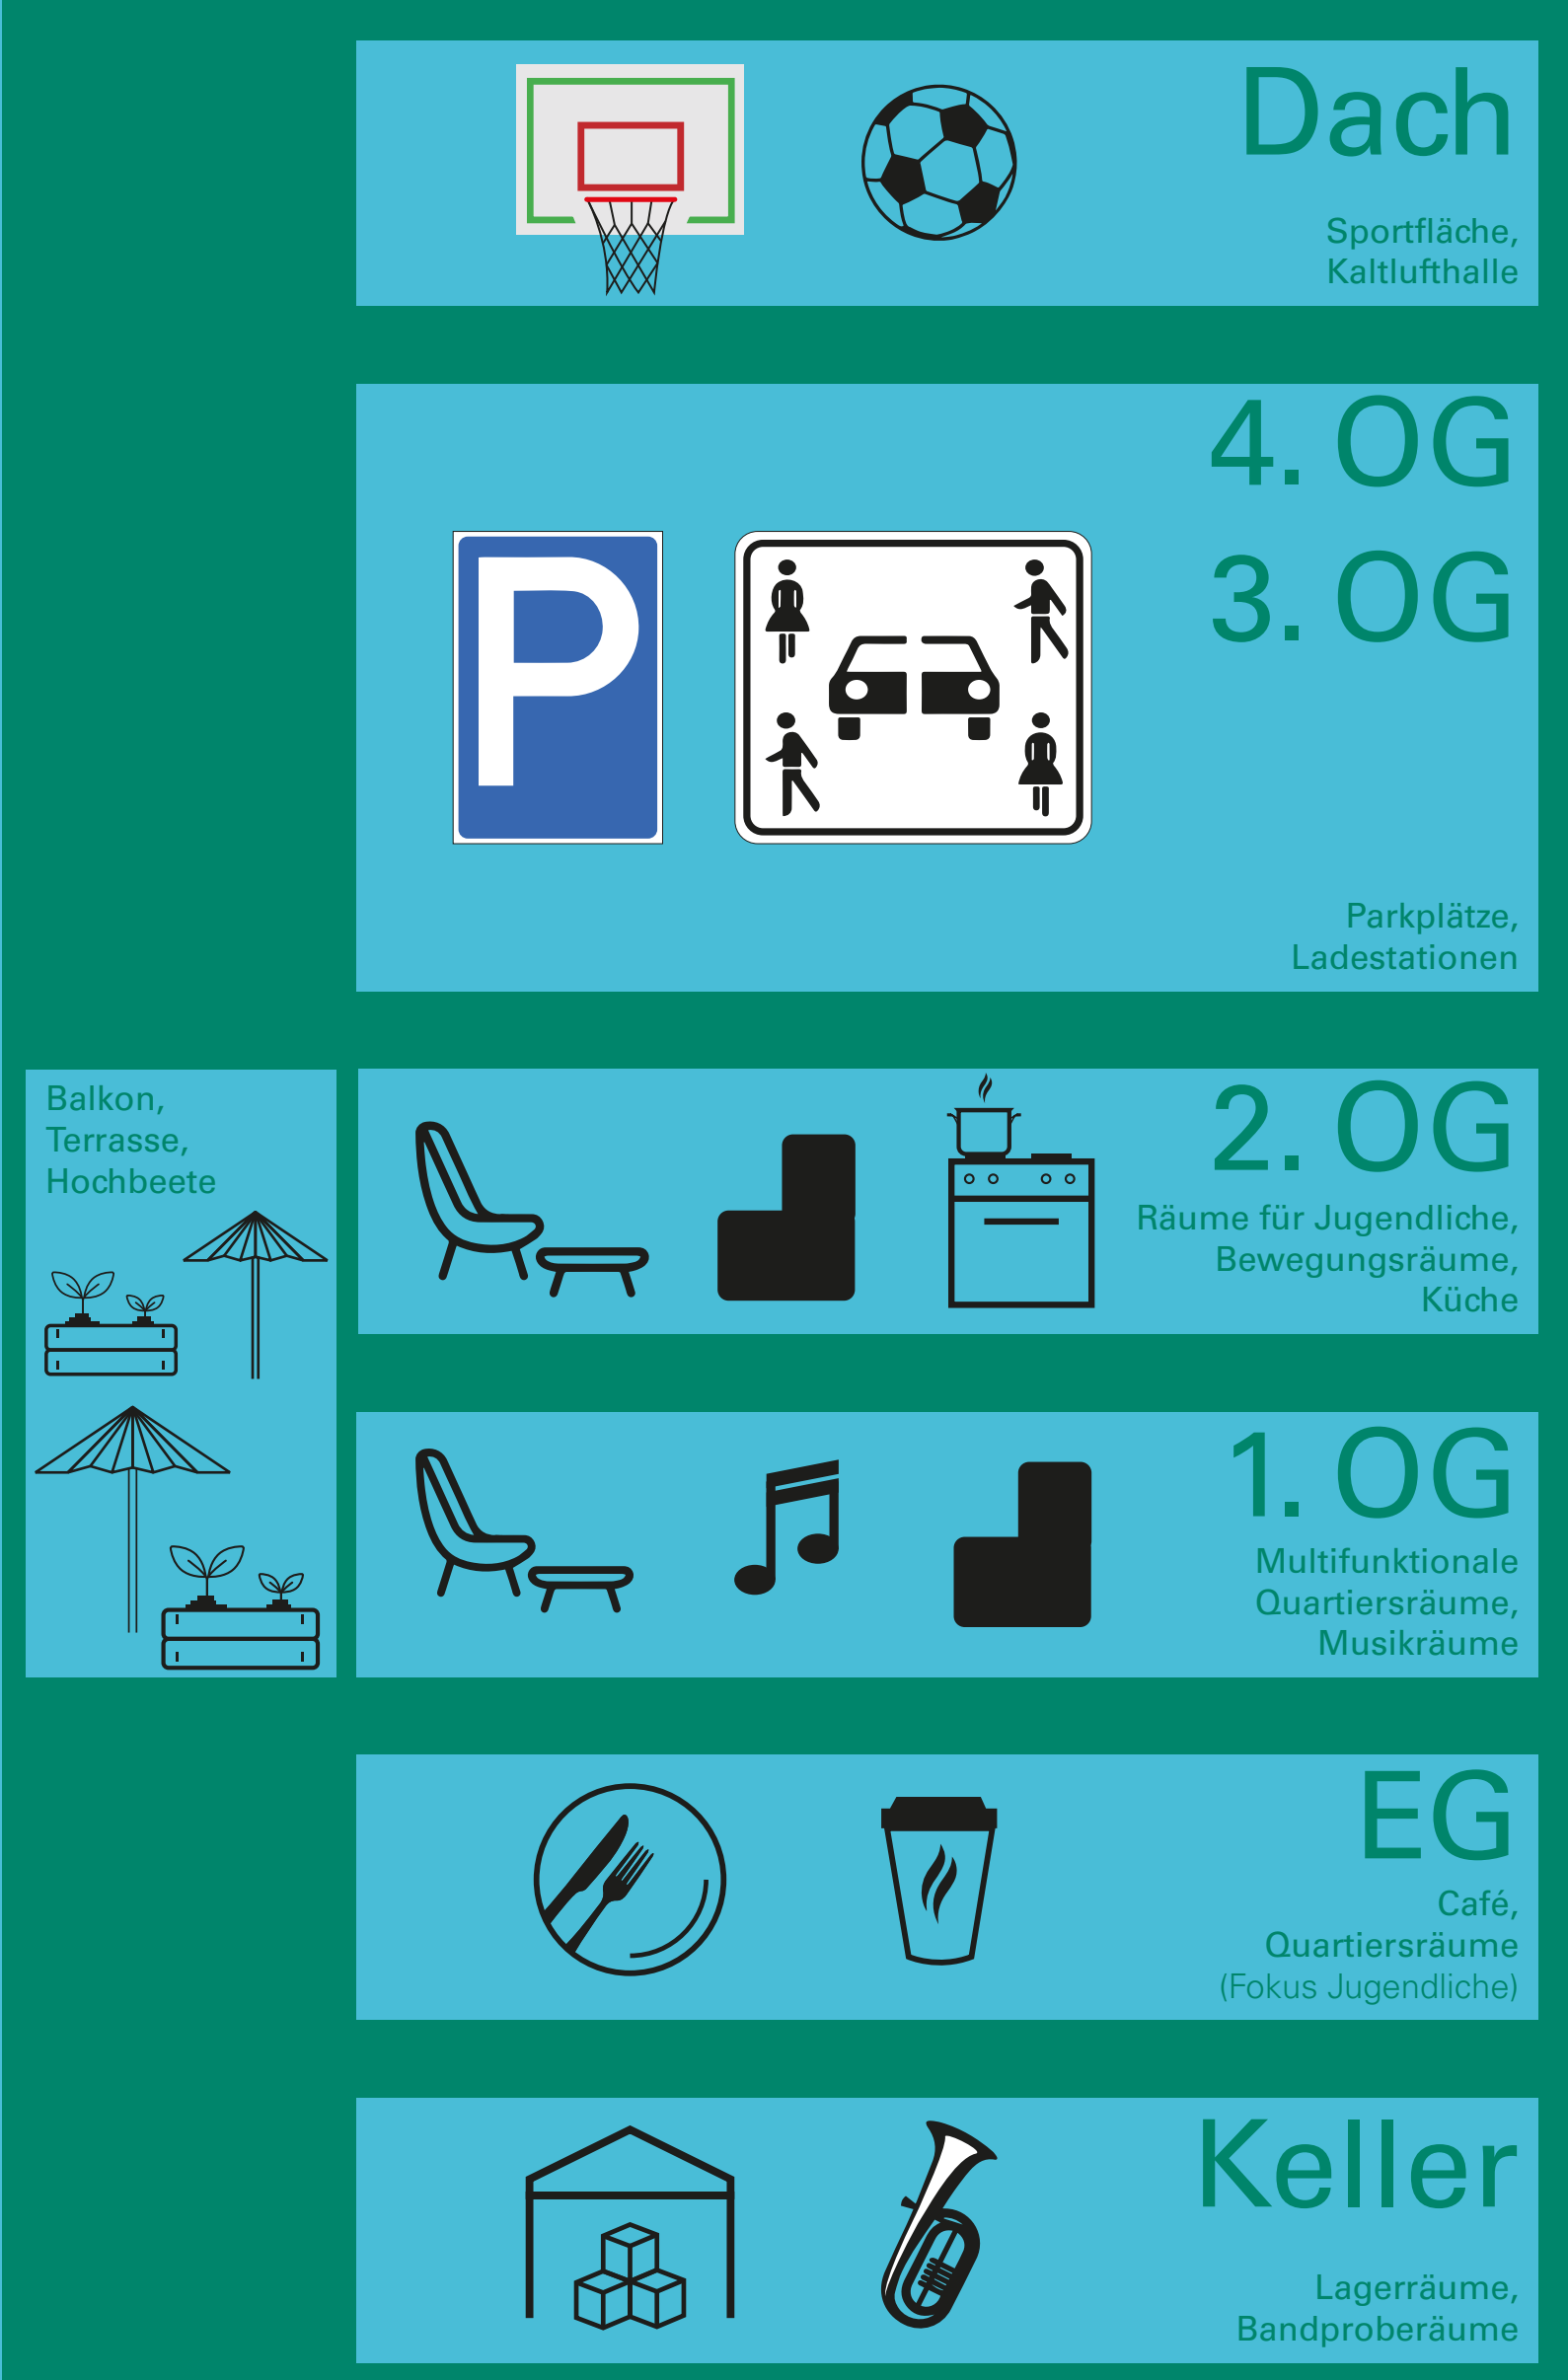 Dach
Sportfläche,
Kaltlufthalle
4. OG
3. OG
P
Parkplätze,
Ladestationen
Balkon,
Terrasse,
Hochbeete
2. OG
Räume für Jugendliche,
Bewegungsräume,
Küche
1. OG
Multifunktionale
Quartiersräume,
Musikräume
EG
Café,
Quartiersräume
(Fokus Jugendliche)
Keller
Lagerräume,
Bandproberäume